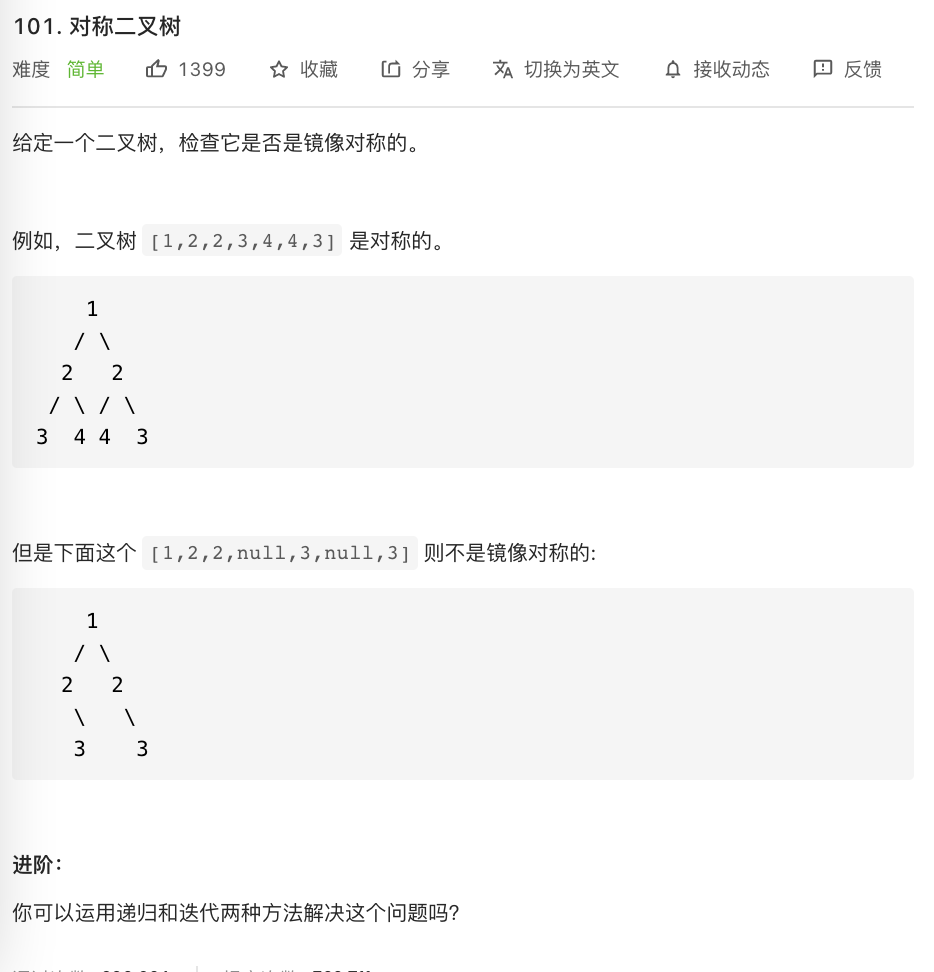 101. 对称二叉树
难度 简单 1399 收藏 分享 切换为英文 接收动态 反馈
给定一个二叉树，检查它是否是镜像对称的。
例如，二叉树 [1,2,2,3,4,4,3] 是对称的。
1
/ \
2 2
/ \ / \
3 4 4 3
但是下面这个 [1,2,2,null,3,null,3] 则不是镜像对称的:
1
/ \
2 2
\ \
3 3
进阶：
你可以运用递归和迭代两种方法解决这个问题吗?